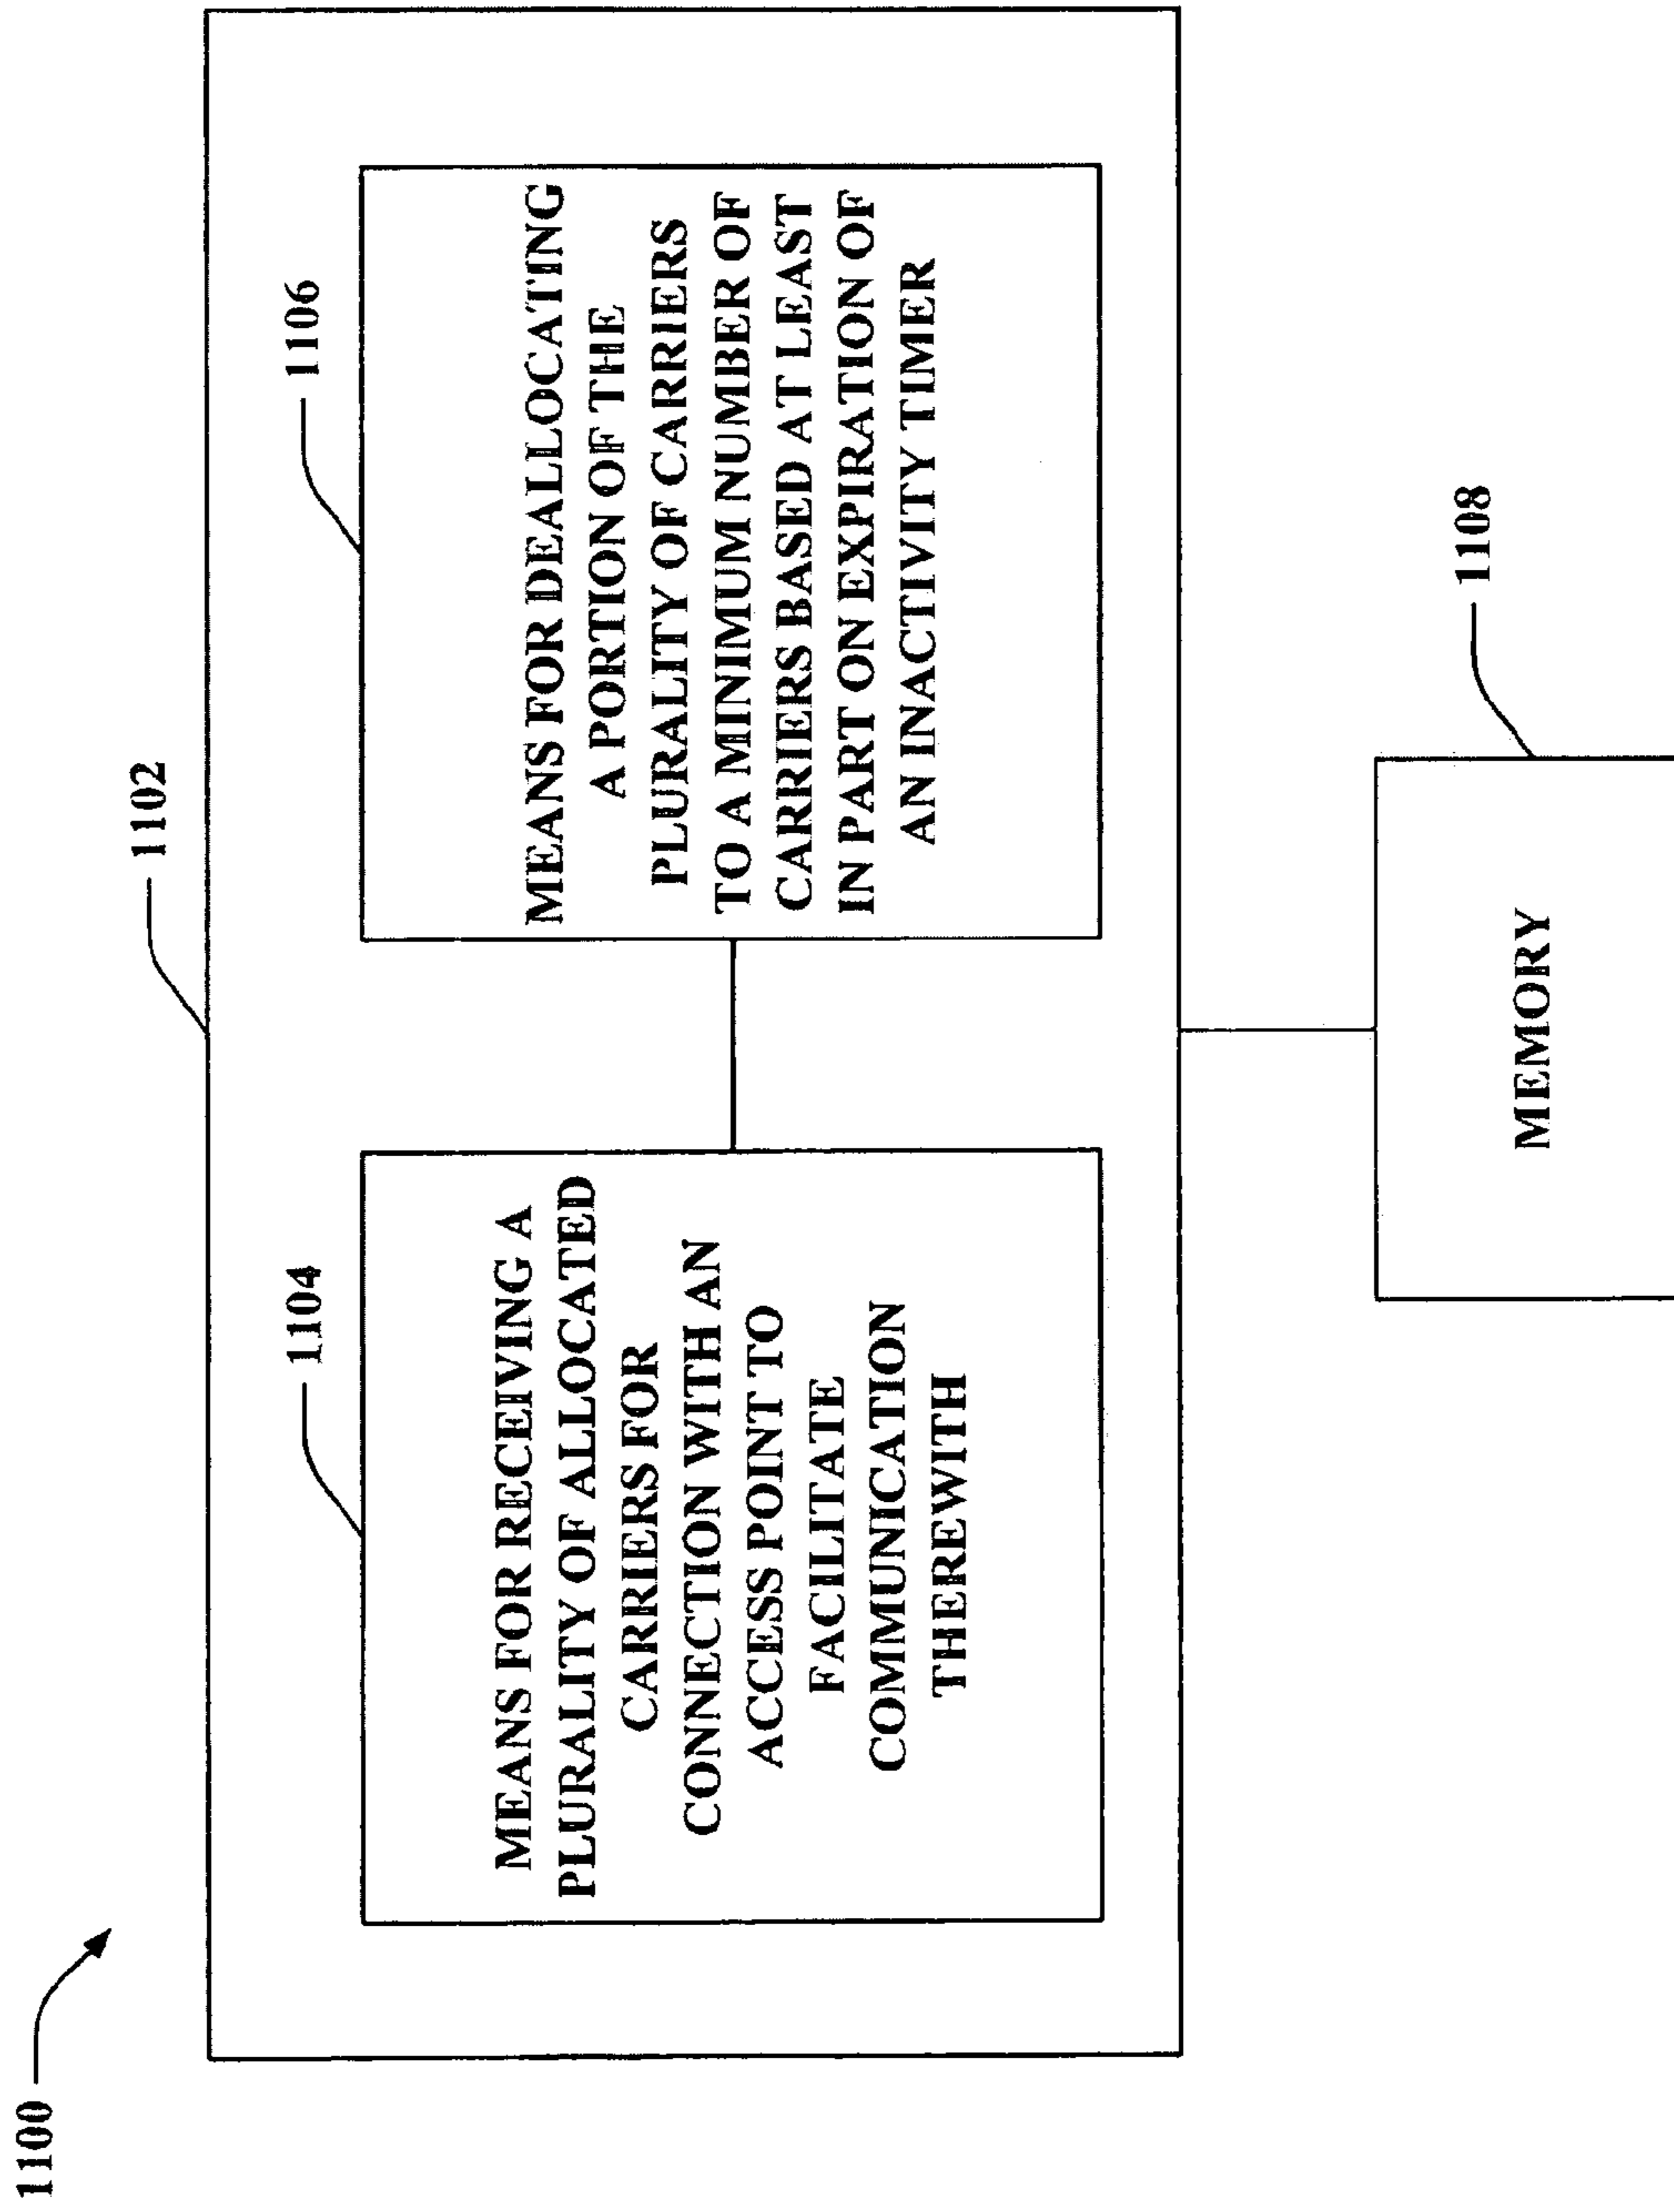 1100
1102
1104
MEANS FOR RECEIVING A
PLURALITY OF ALLOCATED
CARRIERS FOR
CONNECTION WITH AN
ACCESS POINT TO
FACILITATE
COMMUNICATION
THEREWITH
1106
MEANS FOR DEALLOCATING
A PORTION OF THE
PLURALITY OF CARRIERS
TO A MINIMUM NUMBER OF
CARRIERS BASED AT LEAST
IN PART ON EXPIRATION OF
AN INACTIVITY TIMER
1108
MEMORY